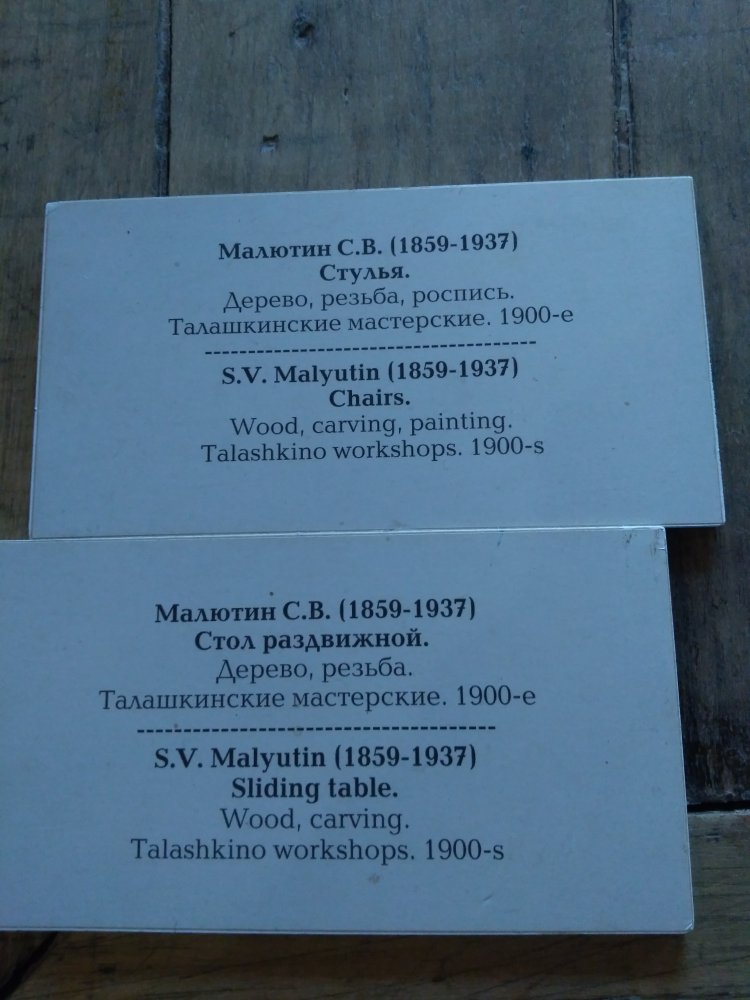 Малютин С.В. (1859-1937)
Стулья.
Дерево, резьба, роспись.
Талашкинские мастерские. 1900-е
---------------------------------------
S.V. Malyutin (1859-1937)
Chairs.
Wood, carving, painting.
Talashkino workshops. 1900-s
Малютин С.В. (1859-1937)
Стол раздвижной.
Дерево, резьба.
Талашкинские мастерские. 1900-е
---------------------------------------
S.V. Malyutin (1859-1937)
Sliding table.
Wood, carving.
Talashkino workshops. 1900-s